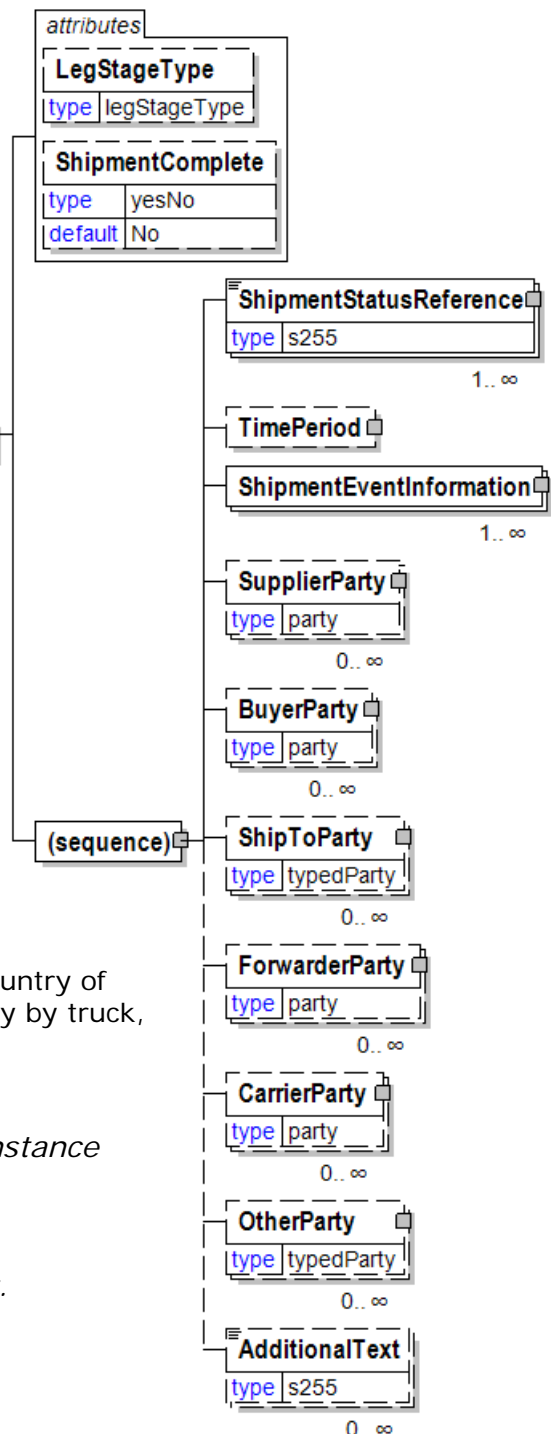 attributes
LegStageType
type legStageType
ShipmentComplete
type yesNo
default No
ShipmentStatusReference
type s255
1.. ∞
TimePeriod
ShipmentEventInformation
1.. ∞
SupplierParty
type party
0.. ∞
BuyerParty
type party
0.. ∞
(sequence)
ShipToParty
type typedParty
0.. ∞
ForwarderParty
type party
0.. ∞
CarrierParty
type party
0.. ∞
OtherParty
type typedParty
0.. ∞
AdditionalText
type s255
0.. ∞
untry of
y by truck,
nstance
.